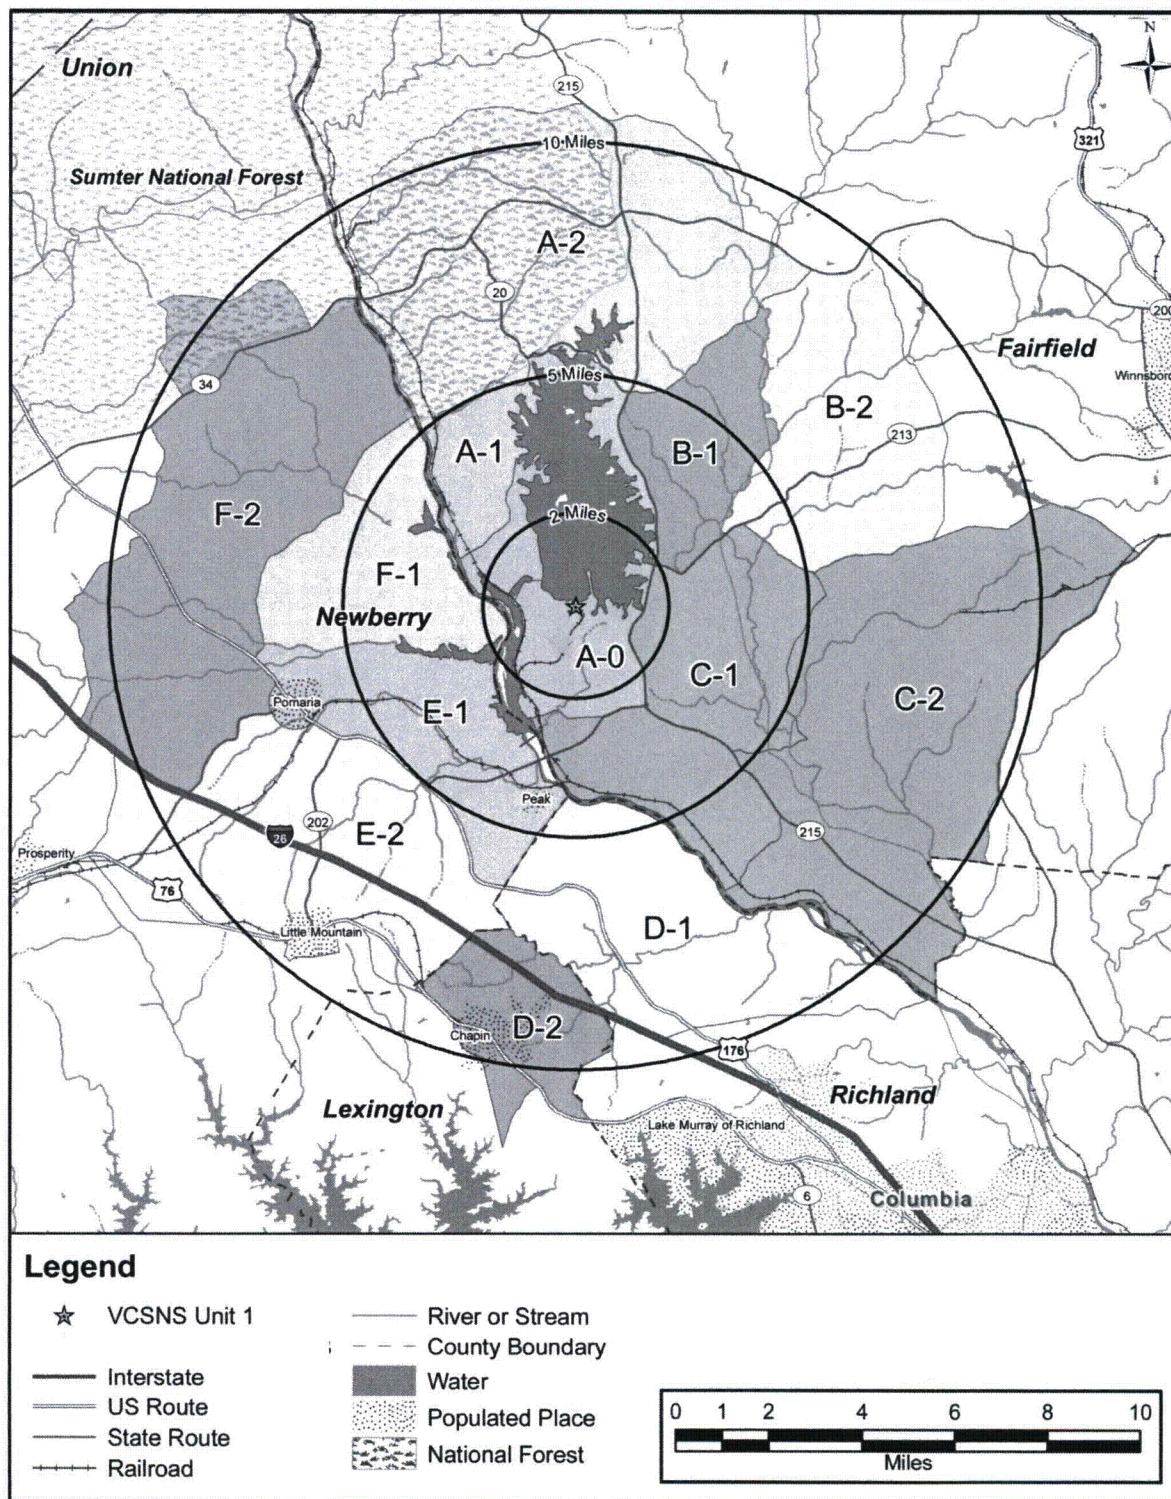 N
Union
215
321
10 Miles
Sumter National Forest
A-2
20
200
Fairfield
Winnsboro
34
5 Miles
B-2
213
A-1
B-1
F-2
2 Miles
F-1
Newberry
A-0
C-1
C-2
Pomaria
E-1
Peak
202
26
E-2
215
Prosperity
76
Little Mountain
D-1
D-2
Chapin
176
Richland
Lexington
Lake Murray of Richland
6
Columbia
Legend
VCSNS Unit 1
Interstate
US Route
State Route
Railroad
River or Stream
County Boundary
Water
Populated Place
National Forest
0 1 2 4 6 8 10
Miles